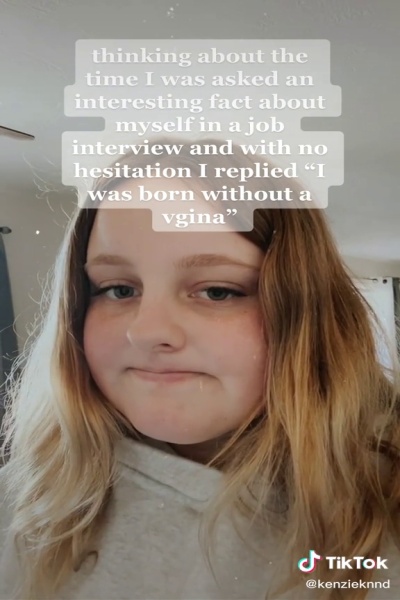 thinking about the
time I was asked an
interesting fact about
myself in a job
interview and with no
hesitation I replied “I
was born without a
vgina”
TikTok
@kenzieknnd